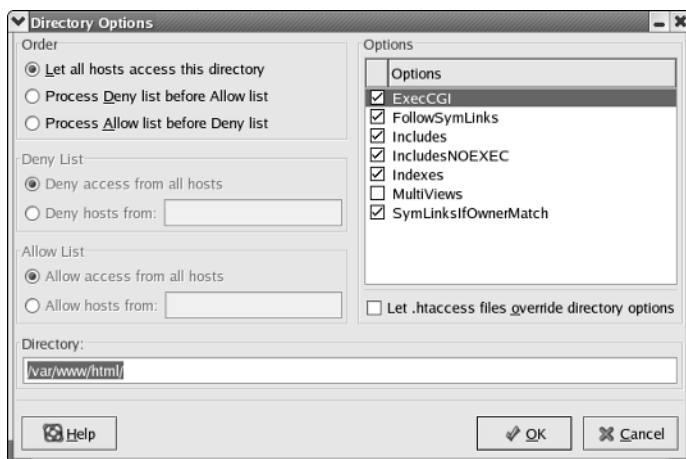 Directory Options
Order
Let all hosts access this directory
Process Deny list before Allow list
Process Allow list before Deny list
Deny List
Deny access from all hosts
Deny hosts from:
Allow List
Allow access from all hosts
Allow hosts from:
Options
Options
ExecCGI
FollowSymLinks
Includes
IncludesNOEXEC
Indexes
MultiViews
SymLinksIfOwnerMatch
Let .htaccess files override directory options
Directory:
/var/www/html/
Help
OK
Cancel